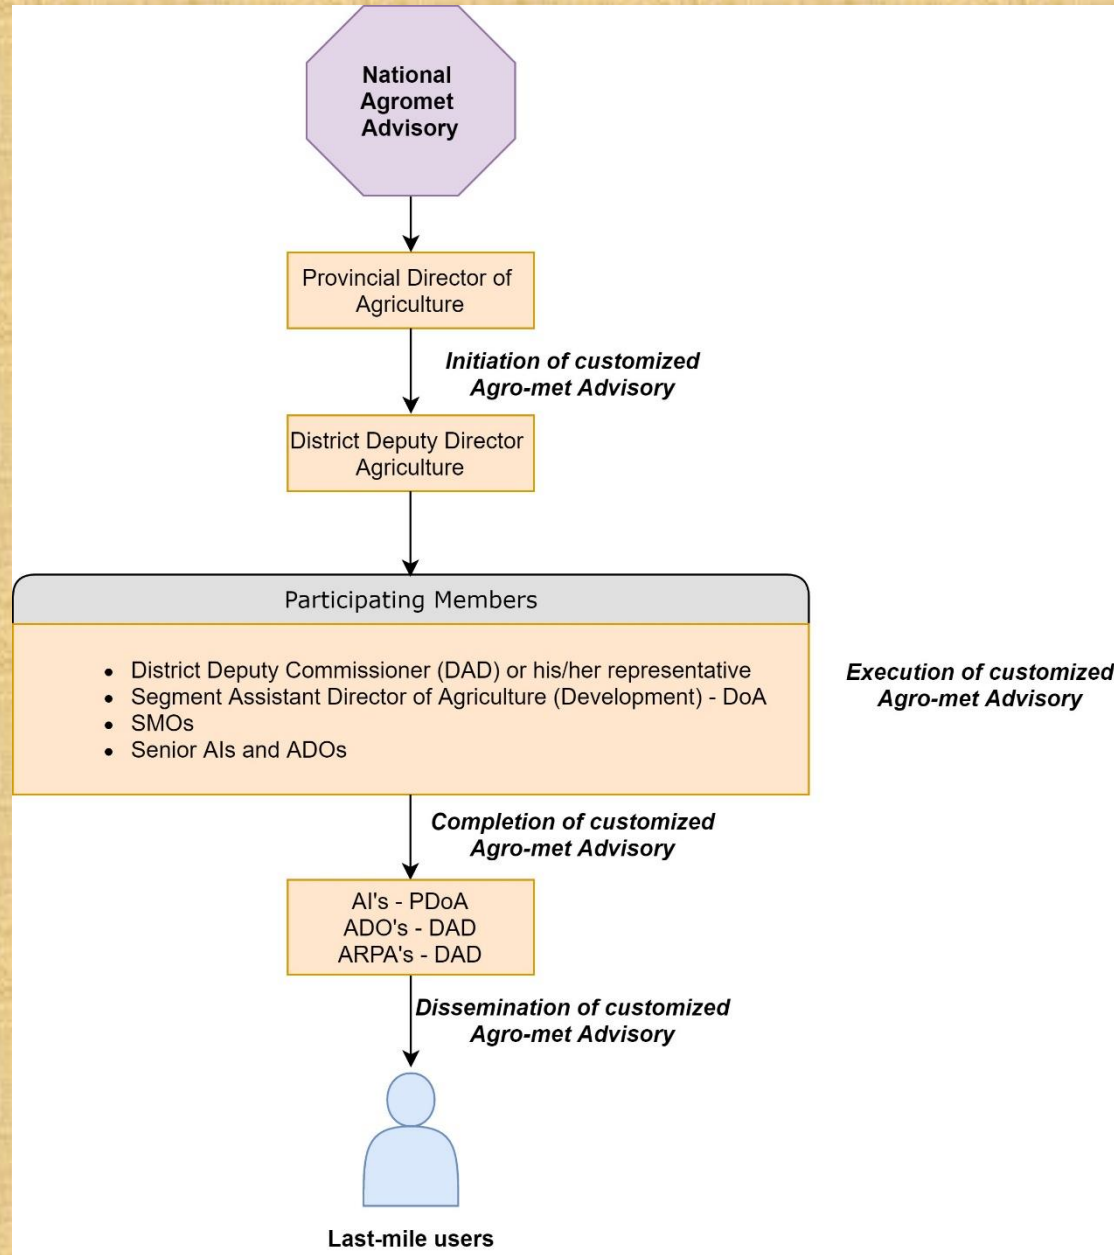 National
Agromet
Advisory
Provincial Director of
Agriculture
Initiation of customized
Agro-met Advisory
District Deputy Director
Agriculture
Participating Members
• District Deputy Commissioner (DAD) or his/her representative
• Segment Assistant Director of Agriculture (Development) - DoA
• SMOs
• Senior AIs and ADOs
Execution of customized
Agro-met Advisory
Completion of customized
Agro-met Advisory
AI's - PDoA
ADO's - DAD
ARPA's - DAD
Dissemination of customized
Agro-met Advisory
Last-mile users